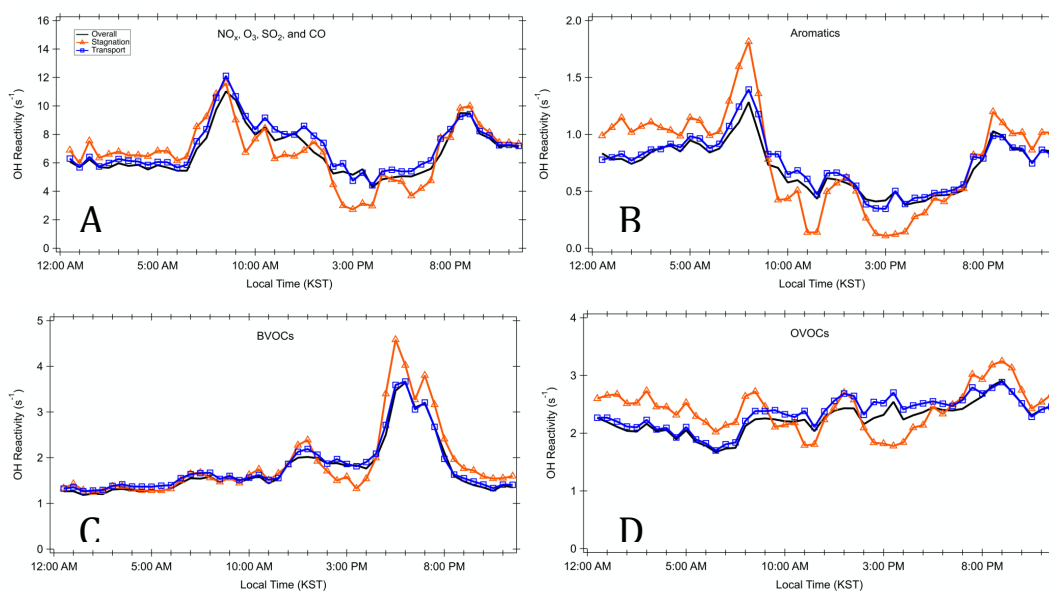 16
14
12
10
8
6
4
2
0
OH Reactivity (s⁻¹)
Overall
Stagnation
Transport
NOₓ, O₃, SO₂, and CO
A
12:00 AM 5:00 AM 10:00 AM 3:00 PM 8:00 PM
Local Time (KST)
2.0
1.5
1.0
0.5
0.0
OH Reactivity (s⁻¹)
Aromatics
B
12:00 AM 5:00 AM 10:00 AM 3:00 PM 8:00 PM
Local Time (KST)
5
4
3
2
1
0
OH Reactivity (s⁻¹)
BVOCs
C
12:00 AM 5:00 AM 10:00 AM 3:00 PM 8:00 PM
Local Time (KST)
4
3
2
1
0
OH Reactivity (s⁻¹)
OVOCs
D
12:00 AM 5:00 AM 10:00 AM 3:00 PM 8:00 PM
Local Time (KST)